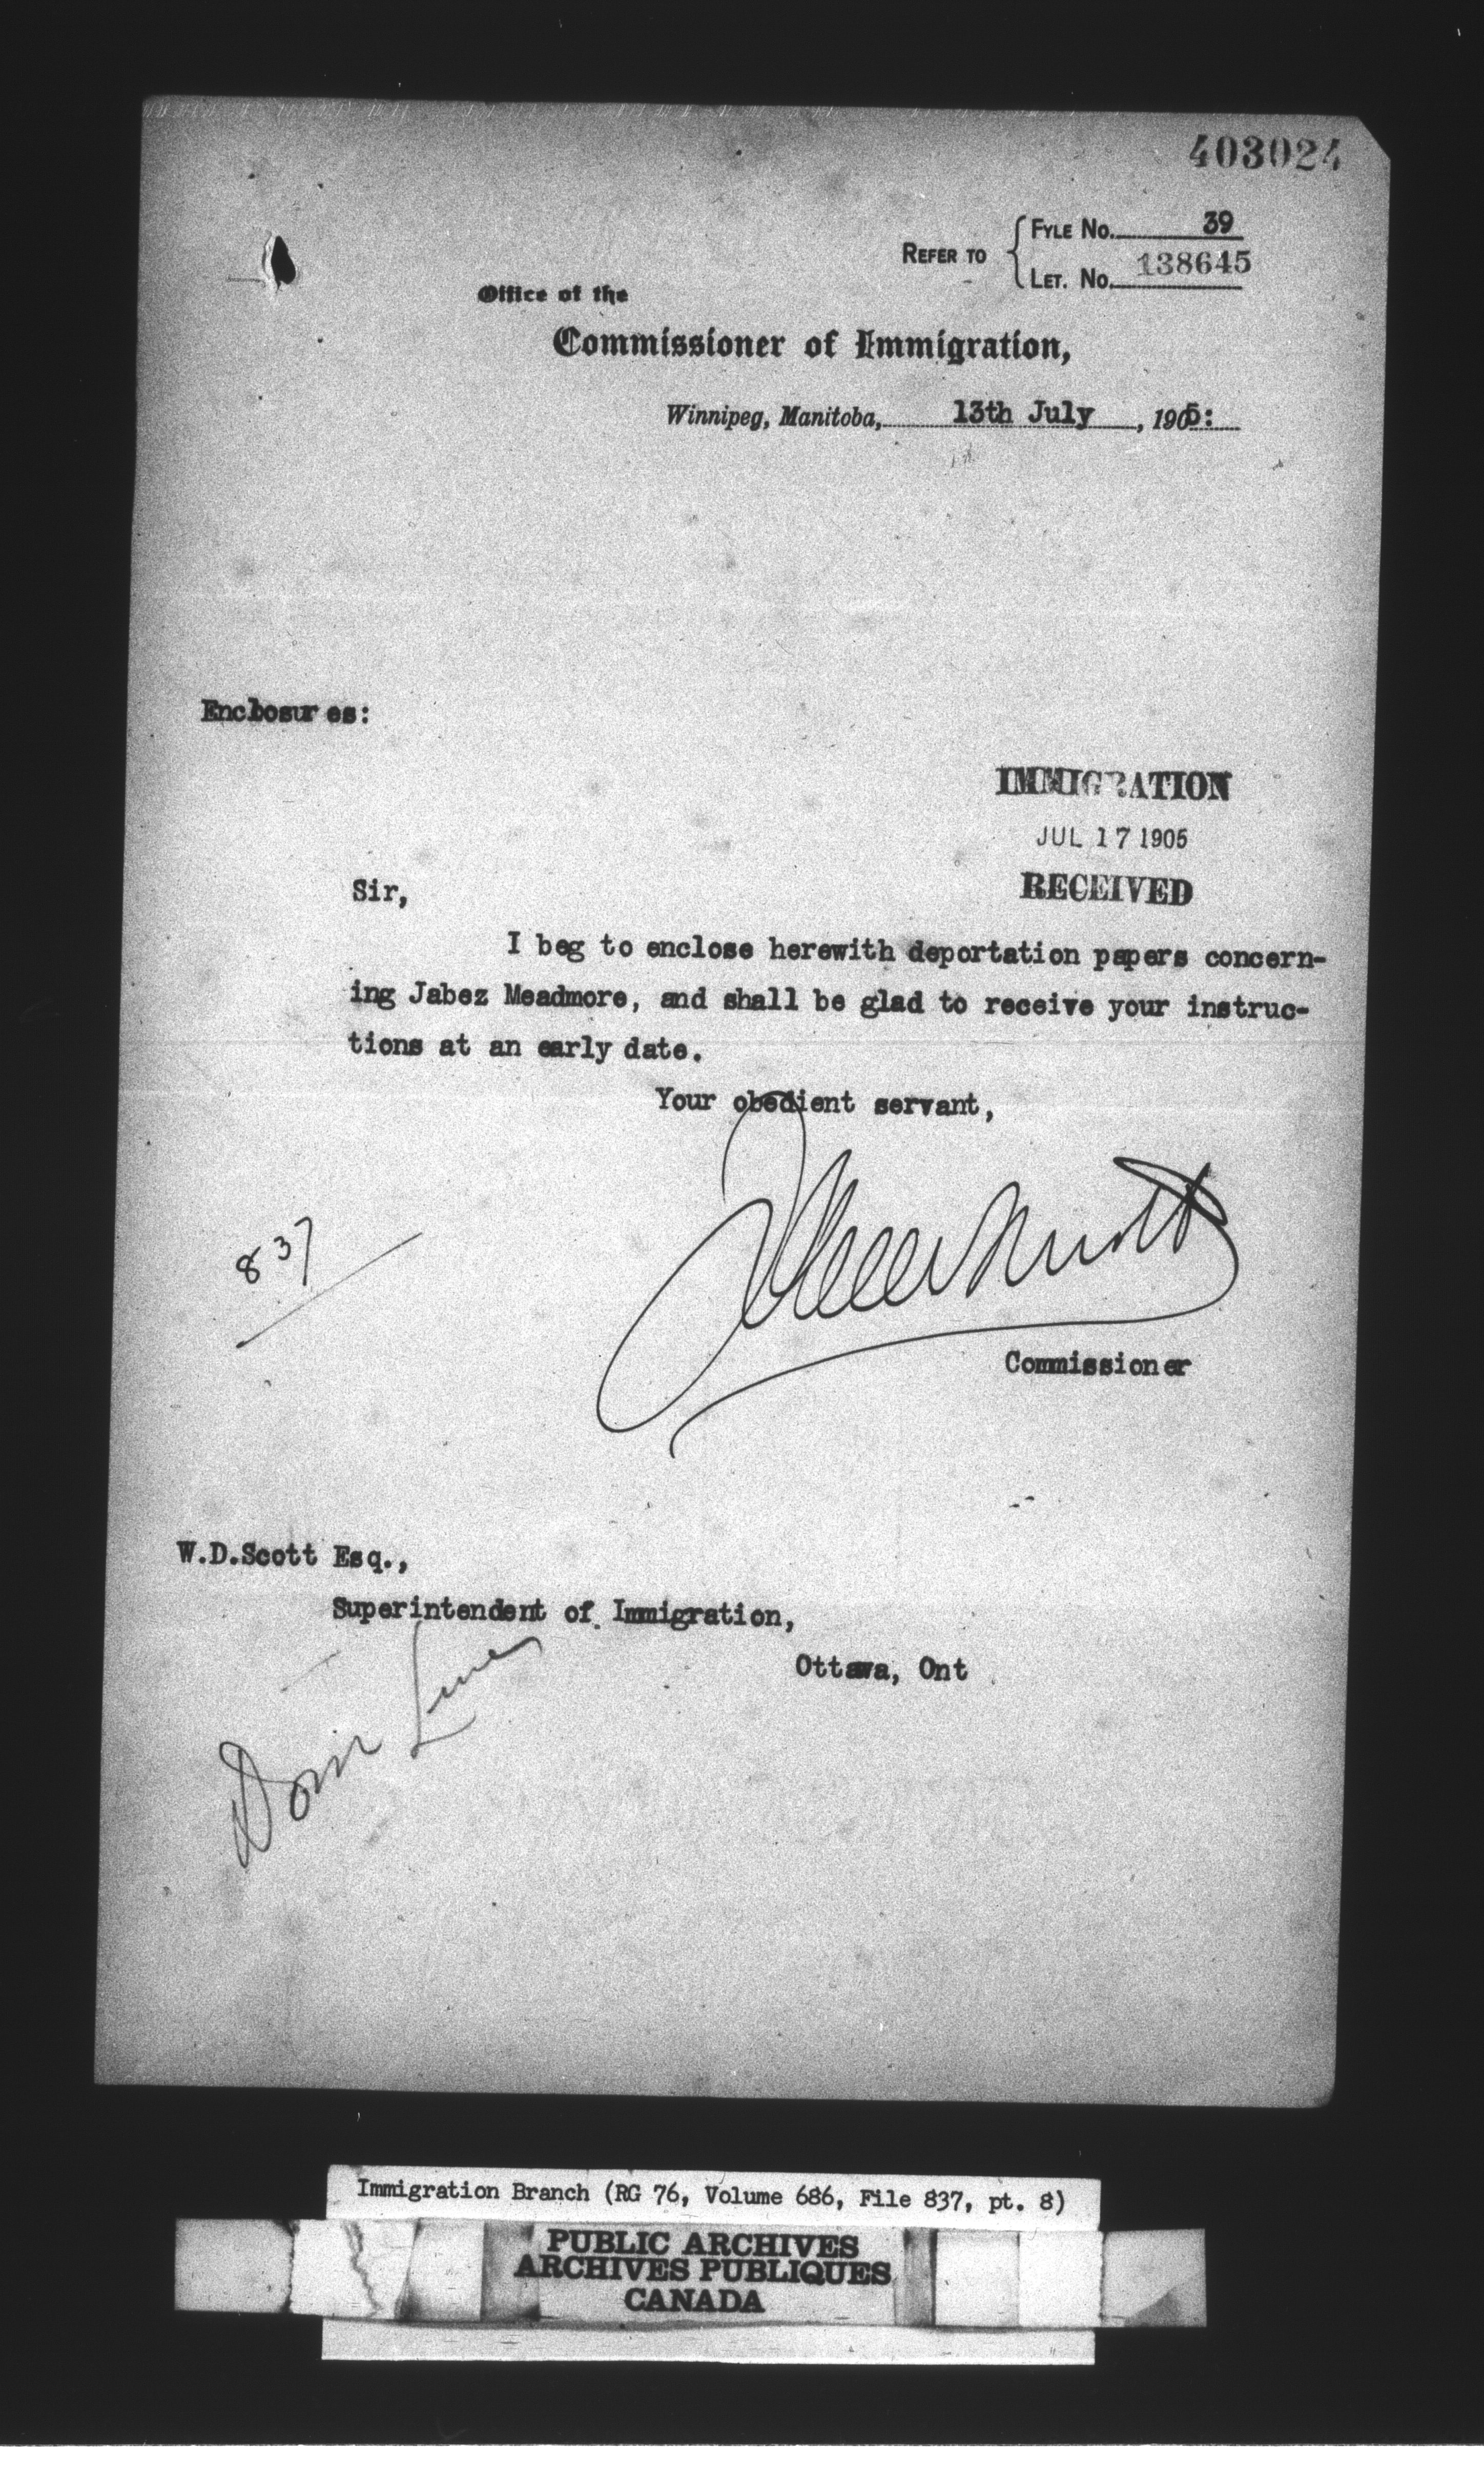 403024
REFER TO
FYLE No. 39
LET. No. 138645
Office of the
Commissioner of Immigration,
Winnipeg, Manitoba, 13th July, 1905:
Enclosures:
IMMIGRATION
JUL 17 1905
RECEIVED
Sir,
I beg to enclose herewith deportation papers concern-
ing Jabez Meadmore, and shall be glad to receive your instruc-
tions at an early date.
Your obedient servant,
837
Commissioner
W.D.Scott Esq.,
Superintendent of Immigration,
Ottawa, Ont
Dom Line
Immigration Branch (RG 76, Volume 686, File 837, pt. 8)
PUBLIC ARCHIVES
ARCHIVES PUBLIQUES
CANADA